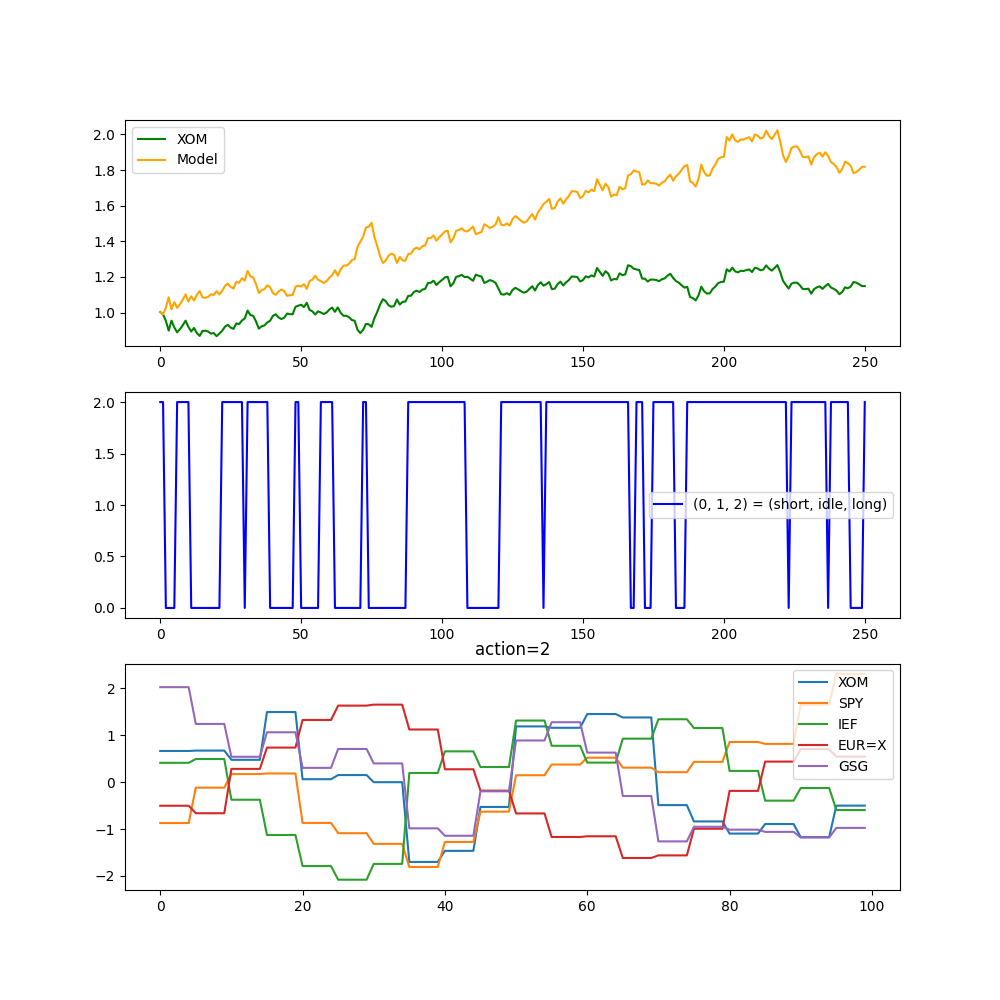 2.0
1.8
1.6
1.4
1.2
1.0
XOM
Model
0 50 100 150 200 250
2.0
1.5
1.0
0.5
0.0
(0, 1, 2) = (short, idle, long)
0 50 100 150 200 250
action=2
2
1
0
−1
−2
XOM
SPY
IEF
EUR=X
GSG
0 20 40 60 80 100